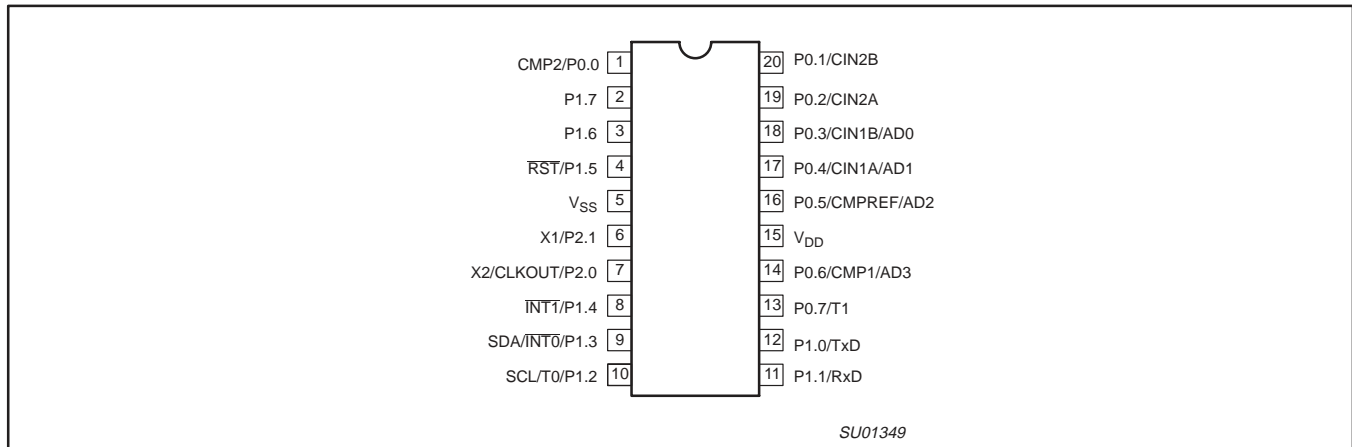 CMP2/P0.0 1 20 P0.1/CIN2B
P1.7 2 19 P0.2/CIN2A
P1.6 3 18 P0.3/CIN1B/AD0
R̅S̅T̅/P1.5 4 17 P0.4/CIN1A/AD1
VSS 5 16 P0.5/CMPREF/AD2
X1/P2.1 6 15 VDD
X2/CLKOUT/P2.0 7 14 P0.6/CMP1/AD3
I̅N̅T̅1̅/P1.4 8 13 P0.7/T1
SDA/I̅N̅T̅0̅/P1.3 9 12 P1.0/TxD
SCL/T0/P1.2 10 11 P1.1/RxD
SU01349